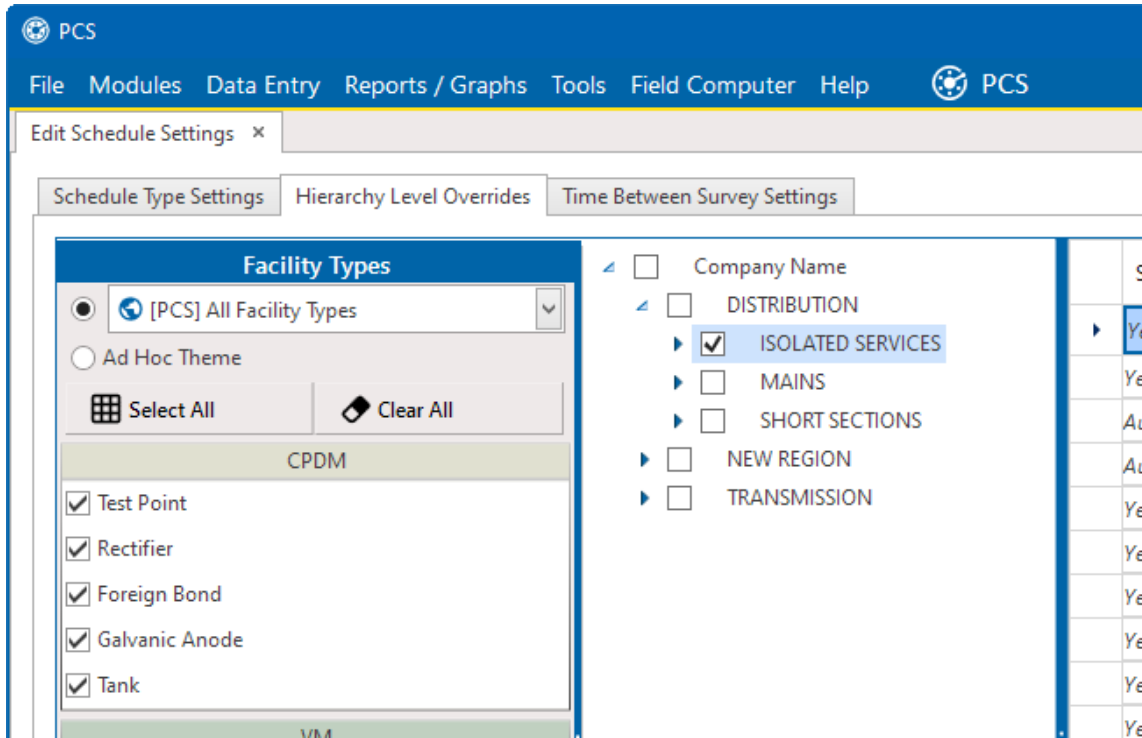 PCS
File Modules Data Entry Reports / Graphs Tools Field Computer Help PCS
Edit Schedule Settings ×
Schedule Type Settings Hierarchy Level Overrides Time Between Survey Settings
Facility Types
[PCS] All Facility Types
Ad Hoc Theme
Select All Clear All
CPDM
Test Point
Rectifier
Foreign Bond
Galvanic Anode
Tank
Company Name
DISTRIBUTION
ISOLATED SERVICES
MAINS
SHORT SECTIONS
NEW REGION
TRANSMISSION